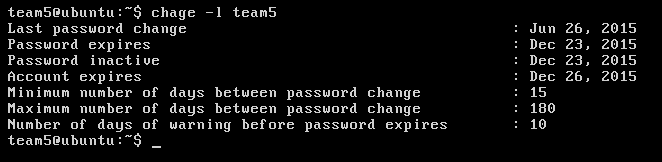 team5@ubuntu:~$ chage -l team5
Last password change : Jun 26, 2015
Password expires : Dec 23, 2015
Password inactive : Dec 23, 2015
Account expires : Dec 26, 2015
Minimum number of days between password change : 15
Maximum number of days between password change : 180
Number of days of warning before password expires : 10
team5@ubuntu:~$ _